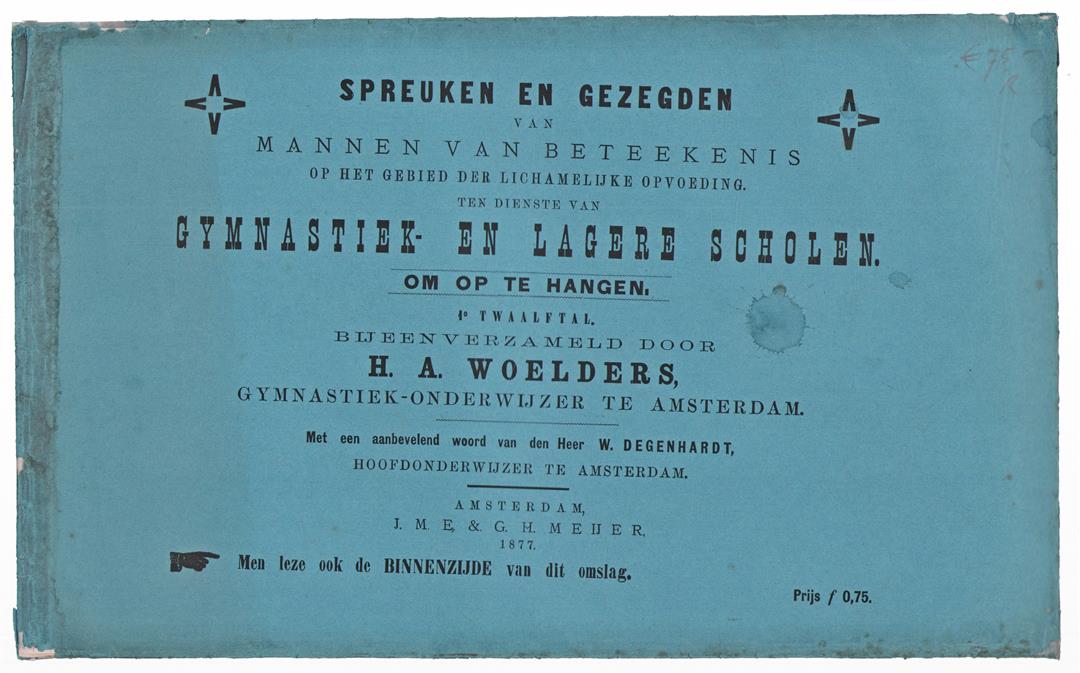 € 75,-
SPREUKEN EN GEZEGDEN
VAN
MANNEN VAN BETEEKENIS
OP HET GEBIED DER LICHAMELIJKE OPVOEDING.
TEN DIENSTE VAN
GYMNASTIEK- EN LAGERE SCHOLEN.
OM OP TE HANGEN.
1e TWAALFTAL.
BIJEENVERZAMELD DOOR
H. A. WOELDERS,
GYMNASTIEK-ONDERWIJZER TE AMSTERDAM.
Met een aanbevelend woord van den Heer W. DEGENHARDT,
HOOFDONDERWIJZER TE AMSTERDAM.
AMSTERDAM,
J. M. E. & G. H. MEIJER,
1877.
Men leze ook de BINNENZIJDE van dit omslag.
Prijs f 0,75.